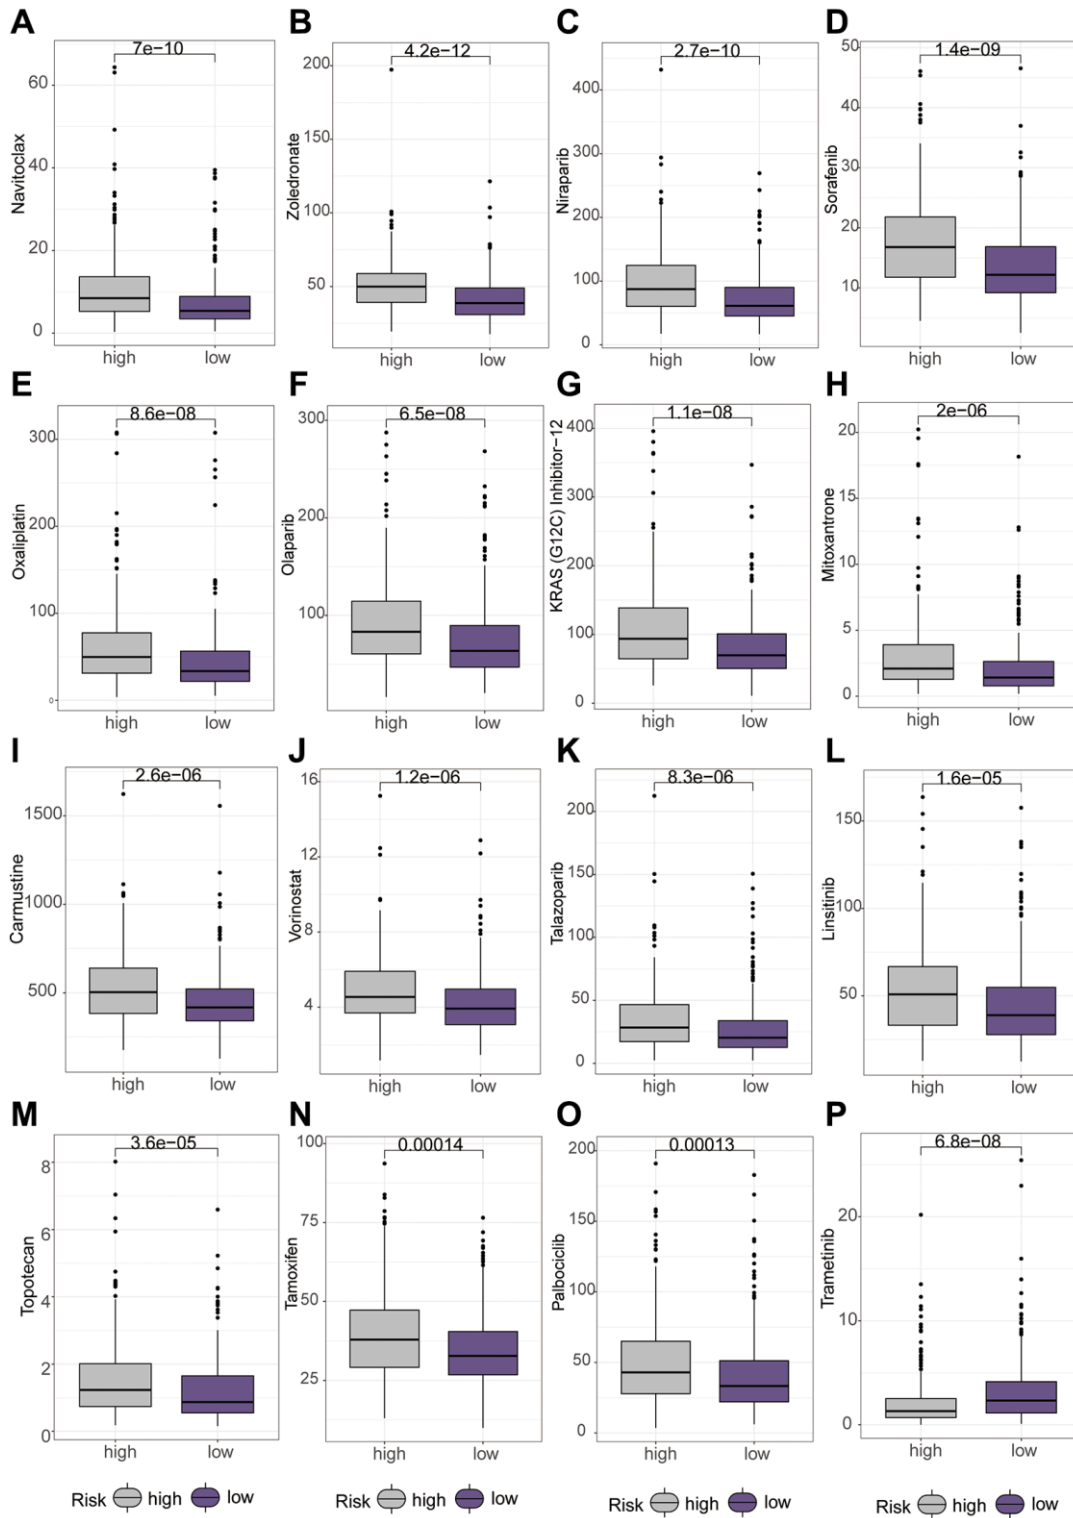 A
B
C
D
7e−10
4.2e−12
2.7e−10
1.4e−09
Navitoclax
60
40
20
0
Zoledronate
200
150
100
50
Niraparib
400
300
200
100
0
Sorafenib
50
40
30
20
10
high low
high low
high low
high low
E
F
G
H
8.6e−08
6.5e−08
1.1e−08
2e−06
Oxaliplatin
300
200
100
0
Olaparib
300
200
100
KRAS (G12C) Inhibitor−12
400
300
200
100
0
Mitoxantrone
20
15
10
5
0
high low
high low
high low
high low
I
J
K
L
2.6e−06
1.2e−06
8.3e−06
1.6e−05
Carmustine
1500
1000
500
Vorinostat
16
12
8
4
Talazoparib
200
150
100
50
0
Linsitinib
150
100
50
high low
high low
high low
high low
M
N
O
P
3.6e−05
0.00014
0.00013
6.8e−08
Topotecan
8
6
4
2
0
Tamoxifen
100
75
50
25
Palbociclib
200
150
100
50
0
Trametinib
20
10
0
high low
high low
high low
high low
Risk high low
Risk high low
Risk high low
Risk high low